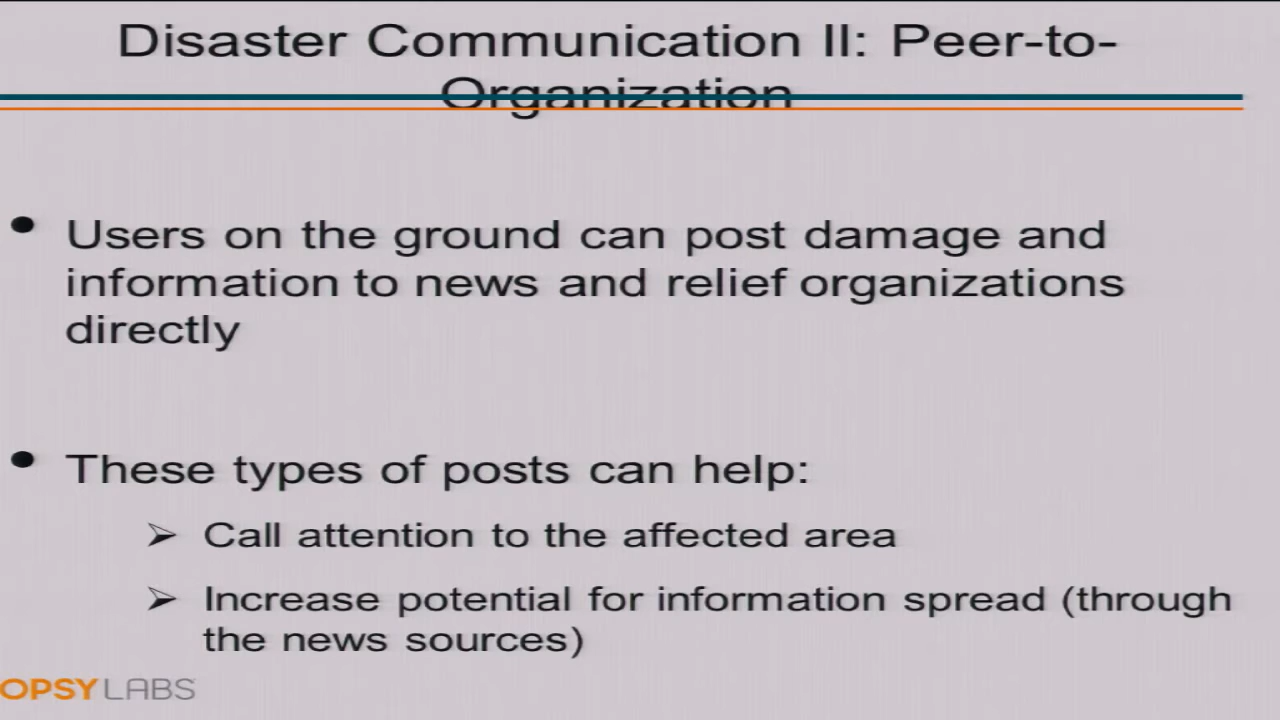 Disaster Communication II: Peer-to-
Organization
• Users on the ground can post damage and
information to news and relief organizations
directly
• These types of posts can help:
➢ Call attention to the affected area
➢ Increase potential for information spread (through
the news sources)
OPSY LABS